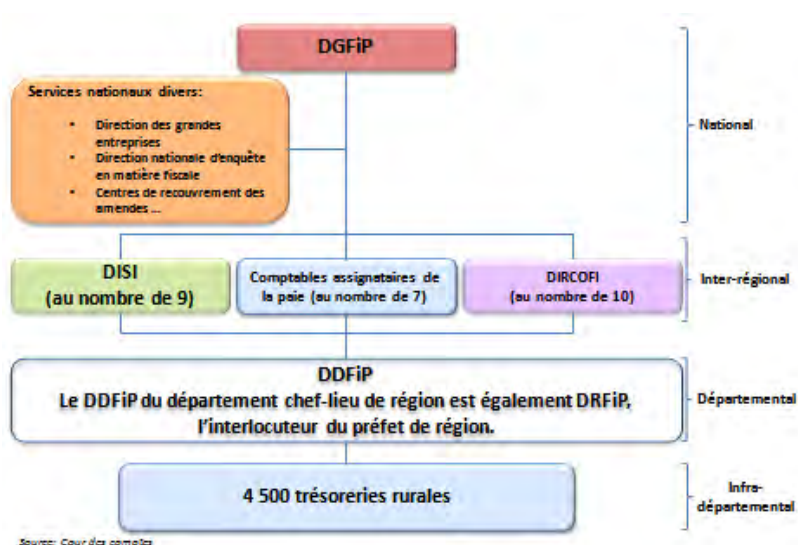 DGFiP
Services nationaux divers:
• Direction des grandes
entreprises
• Direction nationale d'enquête
en matière fiscale
• Centres de recouvrement des
amendes ...
National
DISI
(au nombre de 9)
Comptables assignataires de
la paie (au nombre de 7)
DIRCOFI
(au nombre de 10)
Inter-régional
DDFiP
Le DDFiP du département chef-lieu de région est également DRFiP,
l'interlocuteur du préfet de région.
Départemental
4 500 trésoreries rurales
Infra-
départemental
Source: Cour des comptes